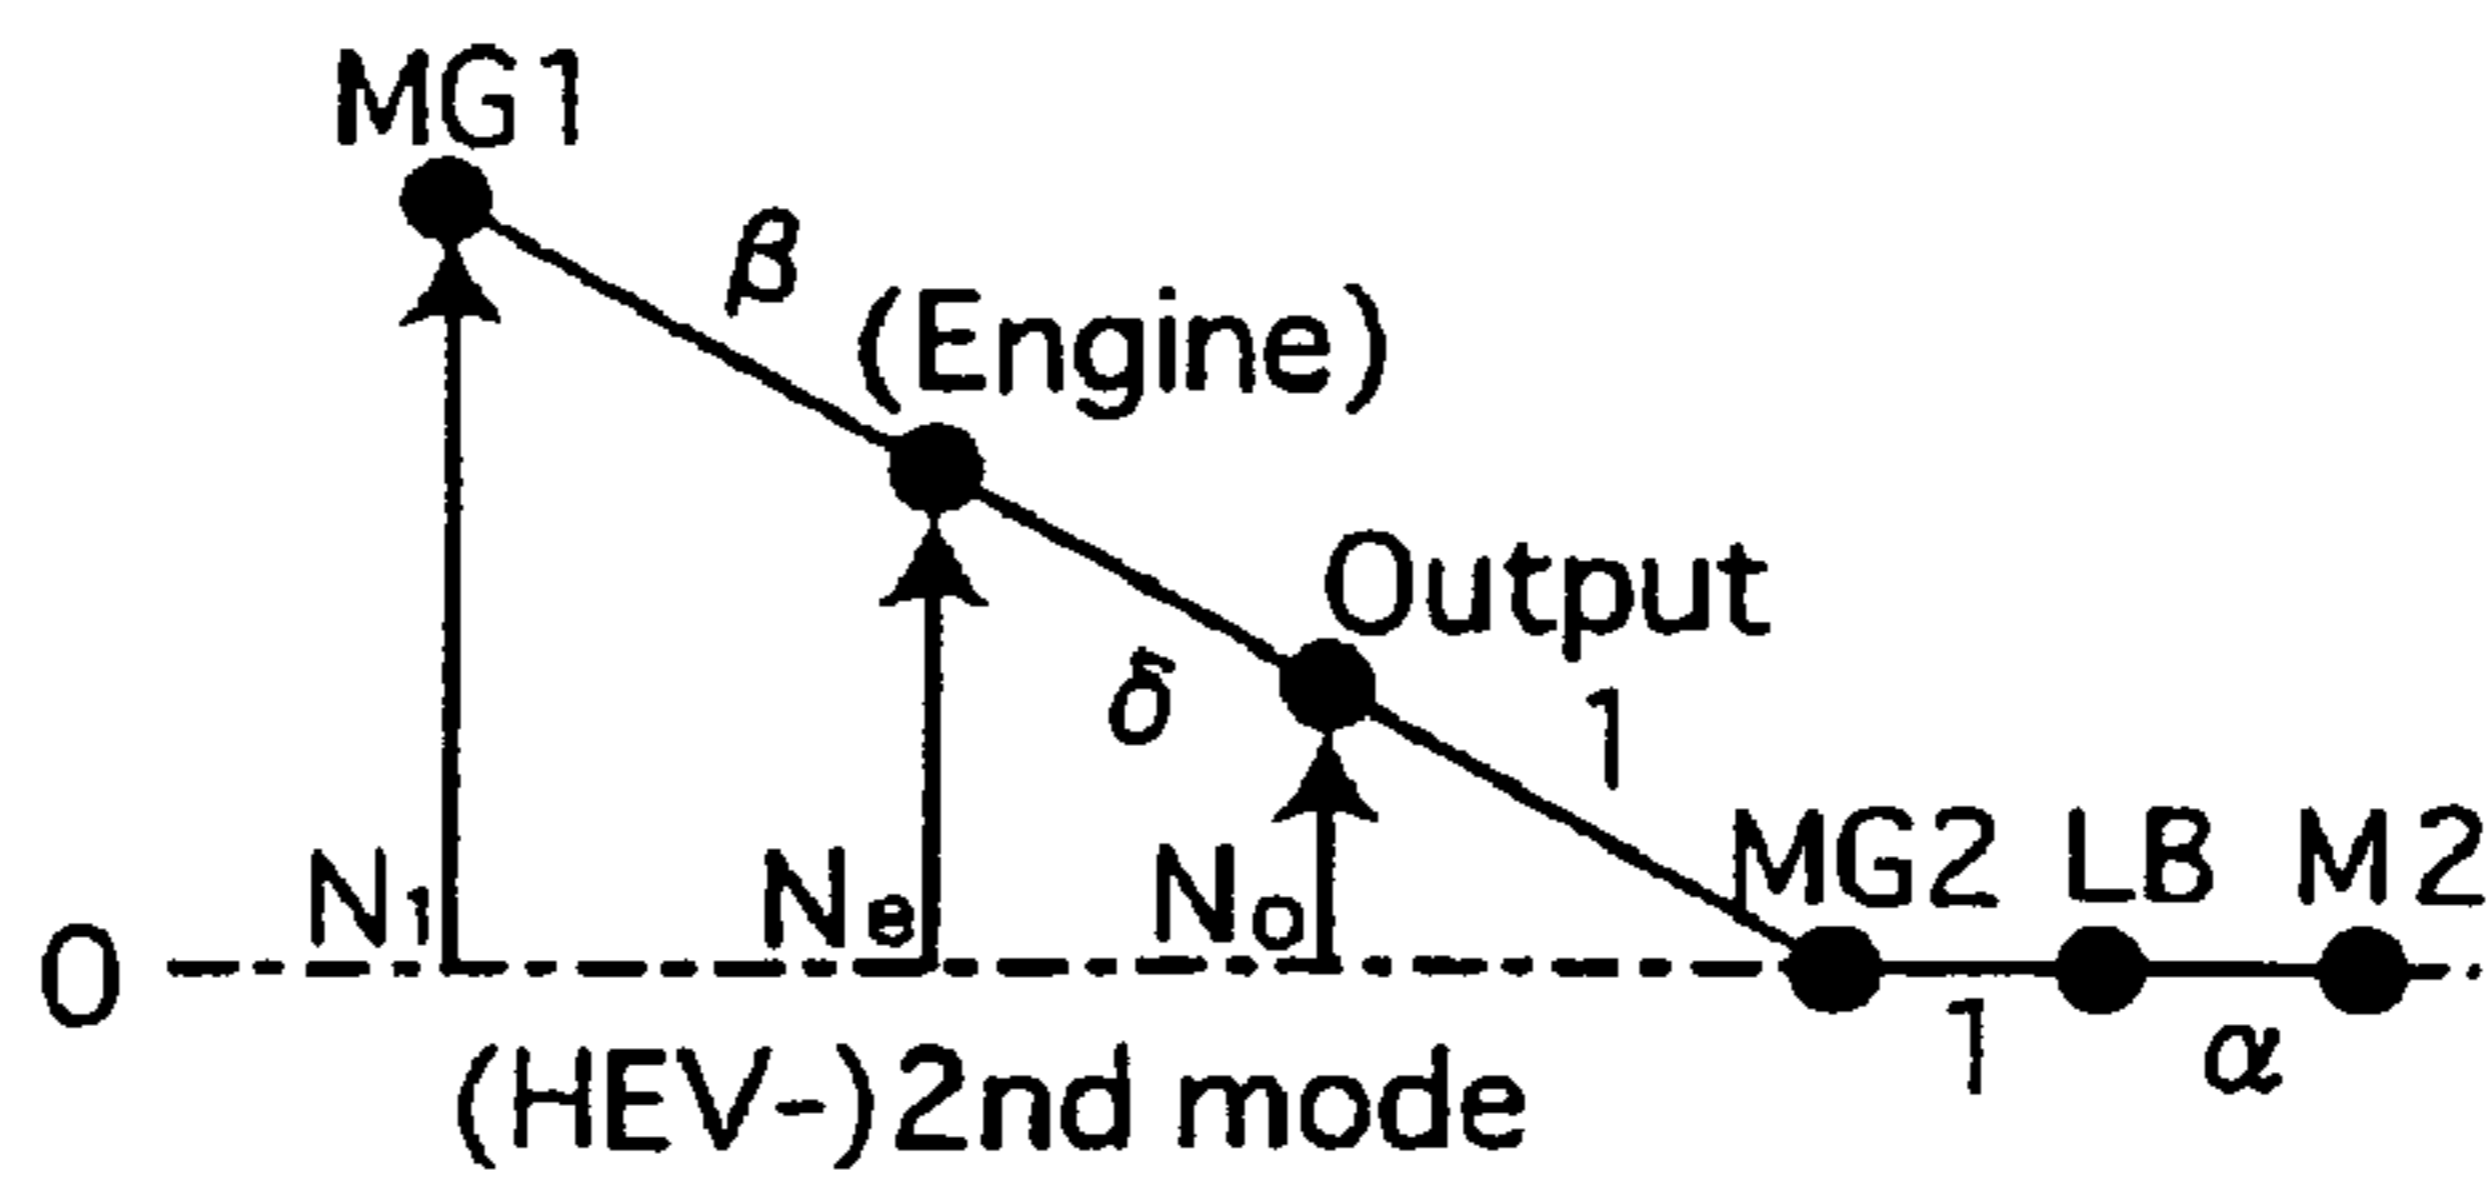 MG1
β
(Engine)
Output
δ
1
MG2 LB M2
N1 Ne No
0
1
α
(HEV-)2nd mode